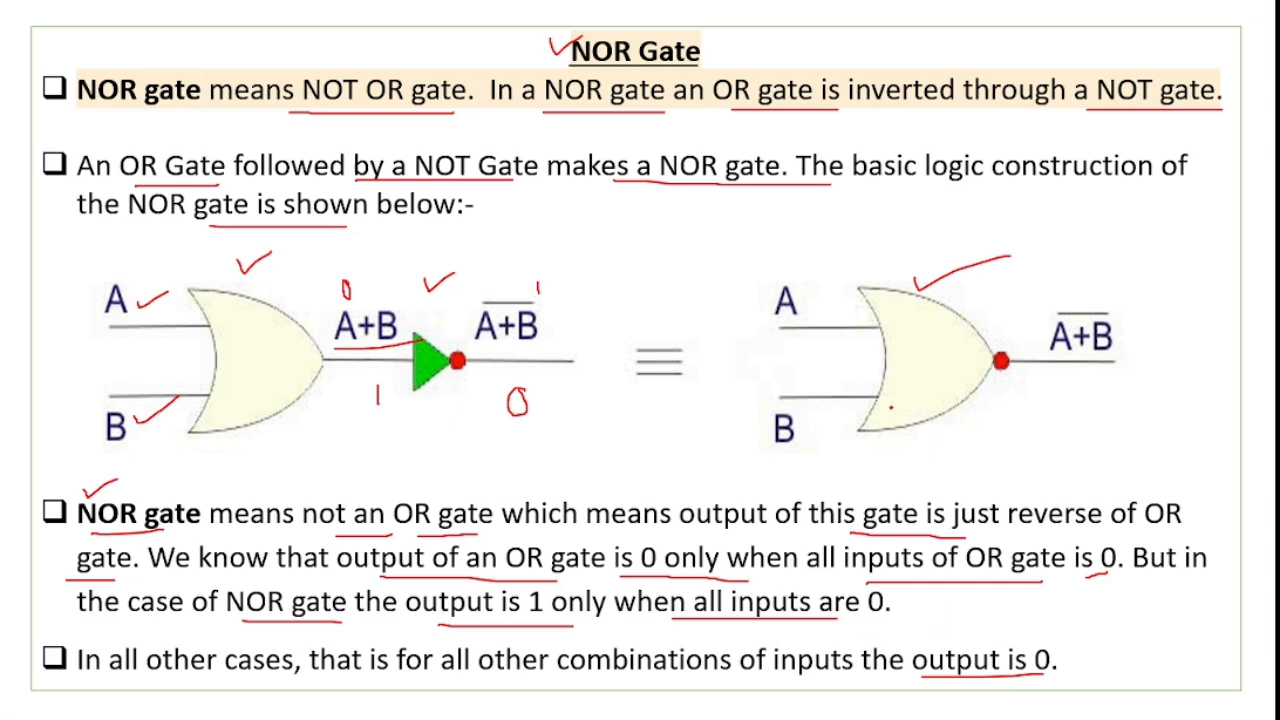 NOR Gate
NOR gate means NOT OR gate. In a NOR gate an OR gate is inverted through a NOT gate.
An OR Gate followed by a NOT Gate makes a NOR gate. The basic logic construction of
the NOR gate is shown below:-
A
0
A+B
1
A̅+̅B̅
A
A̅+̅B̅
B
1
0
B
NOR gate means not an OR gate which means output of this gate is just reverse of OR
gate. We know that output of an OR gate is 0 only when all inputs of OR gate is 0. But in
the case of NOR gate the output is 1 only when all inputs are 0.
In all other cases, that is for all other combinations of inputs the output is 0.